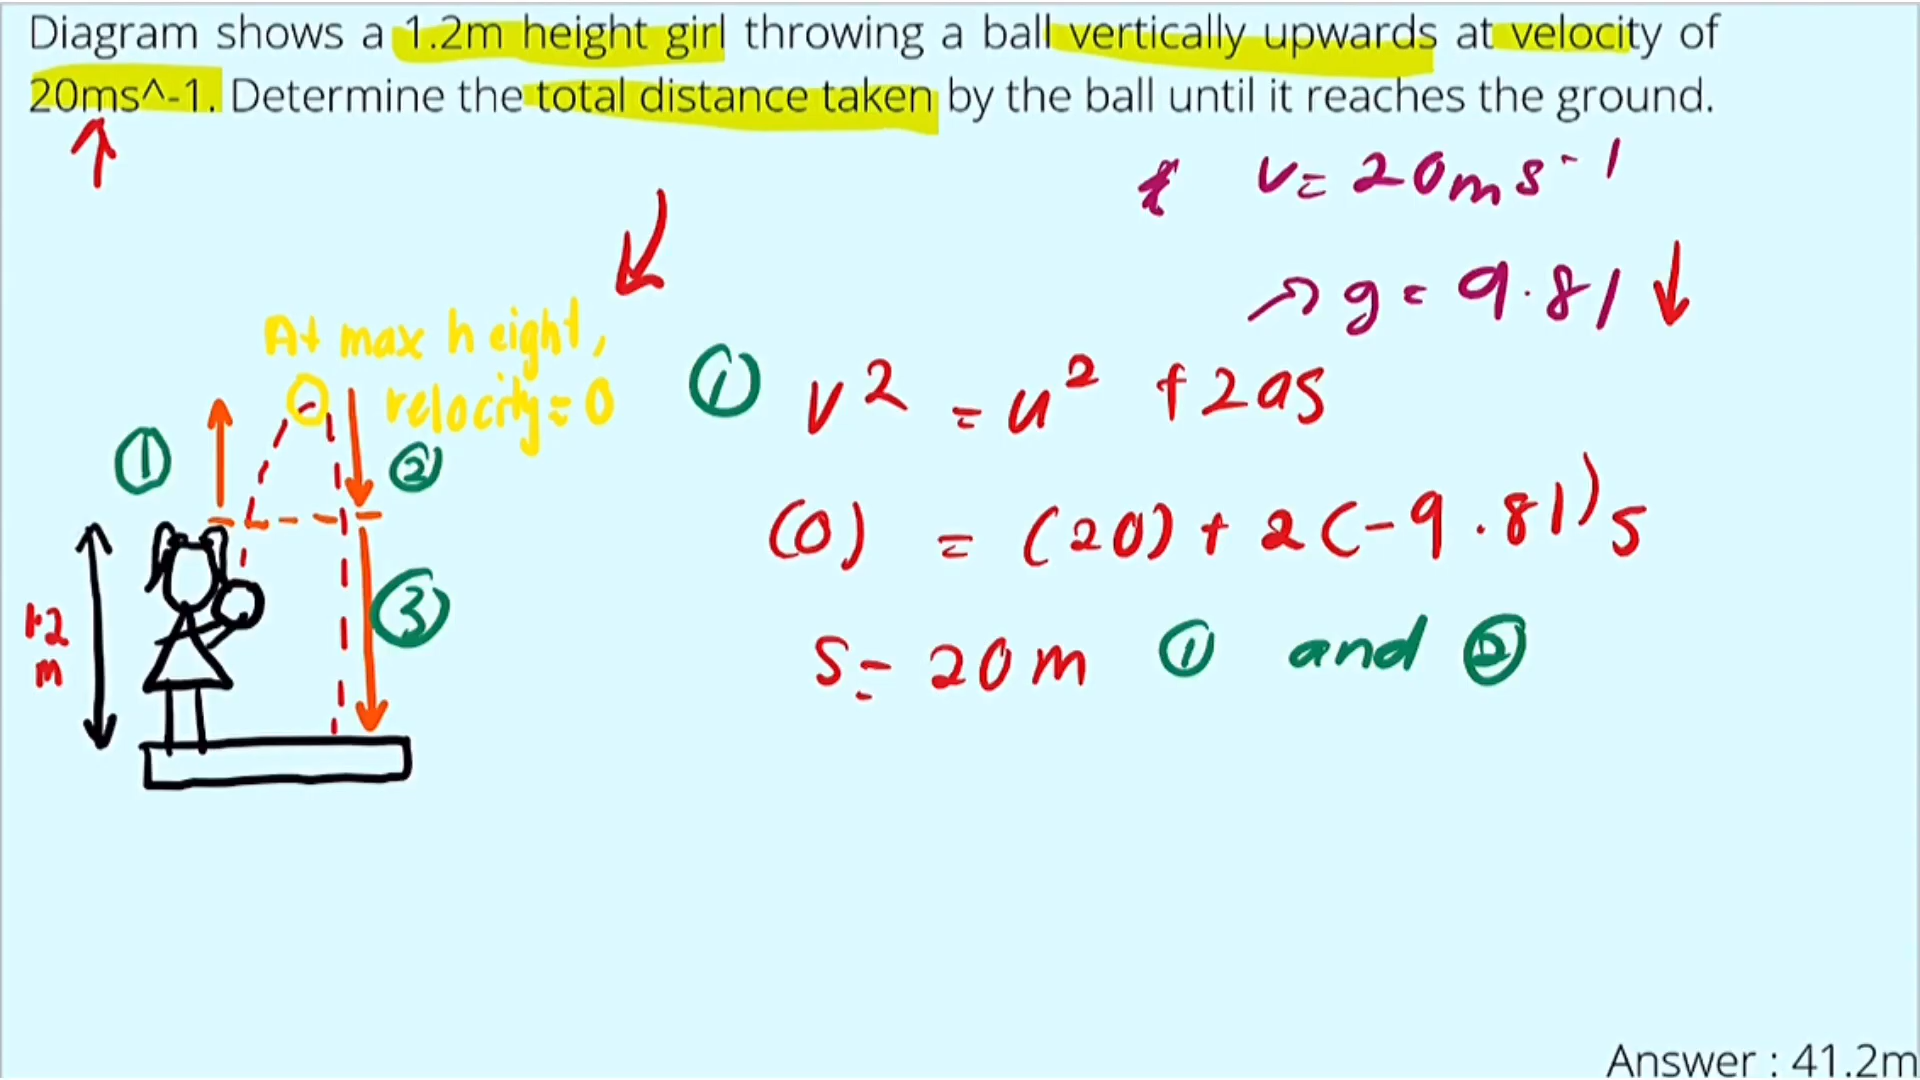 Diagram shows a 1.2m height girl throwing a ball vertically upwards at velocity of
20ms^-1. Determine the total distance taken by the ball until it reaches the ground.
v= 20ms-1
g= 9.81
At max height,
velocity=0
① v2 = u2 +2as
①
②
(0) = (20) + 2(-9.81)s
③
1.2
m
s= 20m ① and ②
Answer : 41.2m